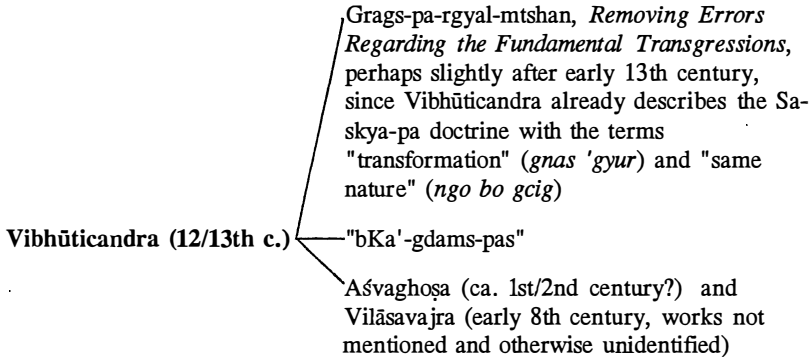 Grags-pa-rgyal-mtshan, Removing Errors
Regarding the Fundamental Transgressions,
perhaps slightly after early 13th century,
since Vibhūticandra already describes the Sa-
skya-pa doctrine with the terms
"transformation" (gnas 'gyur) and "same
nature" (ngo bo gcig)
Vibhūticandra (12/13th c.)
"bKa'-gdams-pas"
Aśvaghoṣa (ca. 1st/2nd century?) and
Vilāsavajra (early 8th century, works not
mentioned and otherwise unidentified)